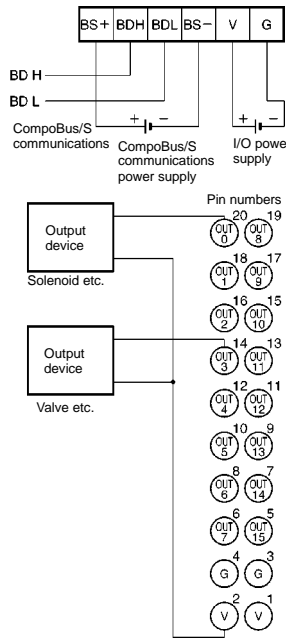 BS+ BDH BDL BS− V G
BD H
BD L
+ − + −
CompoBus/S
communications
CompoBus/S
communications
power supply
I/O power
supply
Pin numbers
20 19
OUT 0 OUT 8
Output
device
Solenoid etc.
18 17
OUT 1 OUT 9
16 15
OUT 2 OUT 10
14 13
OUT 3 OUT 11
Output
device
Valve etc.
12 11
OUT 4 OUT 12
10 9
OUT 5 OUT 13
8 7
OUT 6 OUT 14
6 5
OUT 7 OUT 15
4 3
G G
2 1
V V